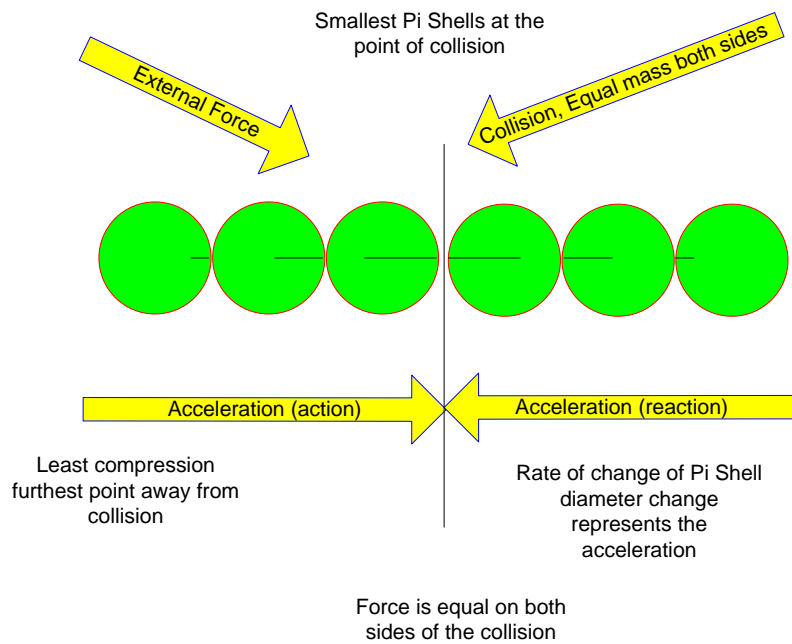 Smallest Pi Shells at the
point of collision
External Force
Collision, Equal mass both sides
Acceleration (action)
Acceleration (reaction)
Least compression
furthest point away from
collision
Rate of change of Pi Shell
diameter change
represents the
acceleration
Force is equal on both
sides of the collision